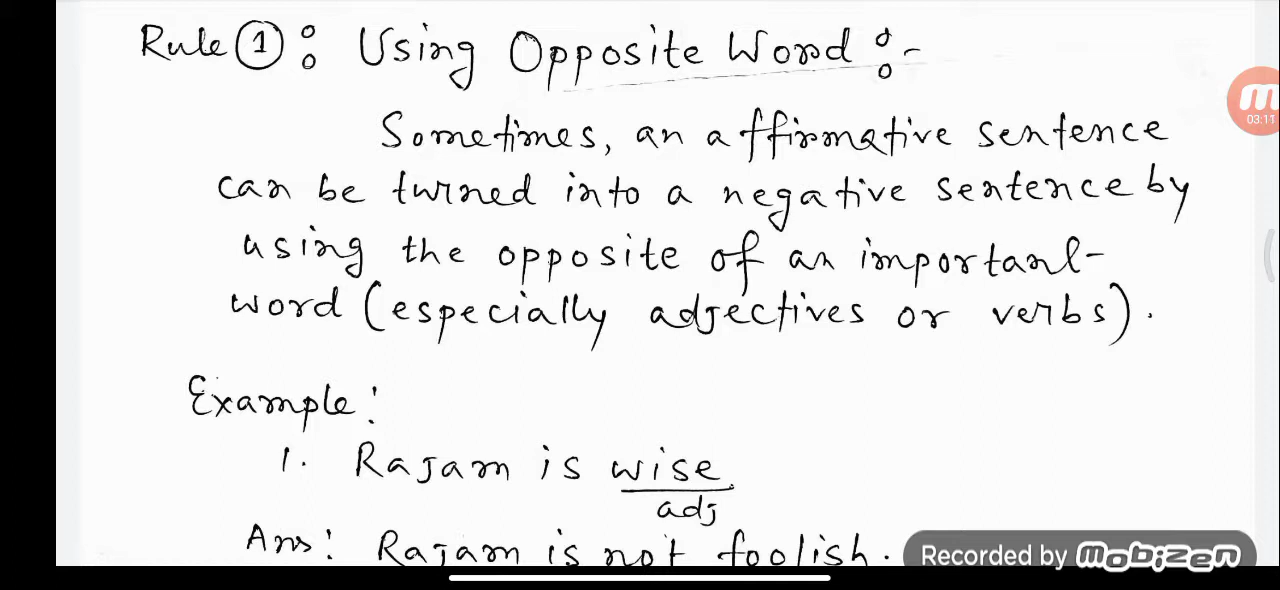 Rule ① : Using Opposite Word :-
Sometimes, an affirmative sentence
can be turned into a negative sentence by
using the opposite of an important
word (especially adjectives or verbs).
Example:
1. Rajam is wise.
adj
Ans: Rajam is not foolish.
03:11
Recorded by mobizen